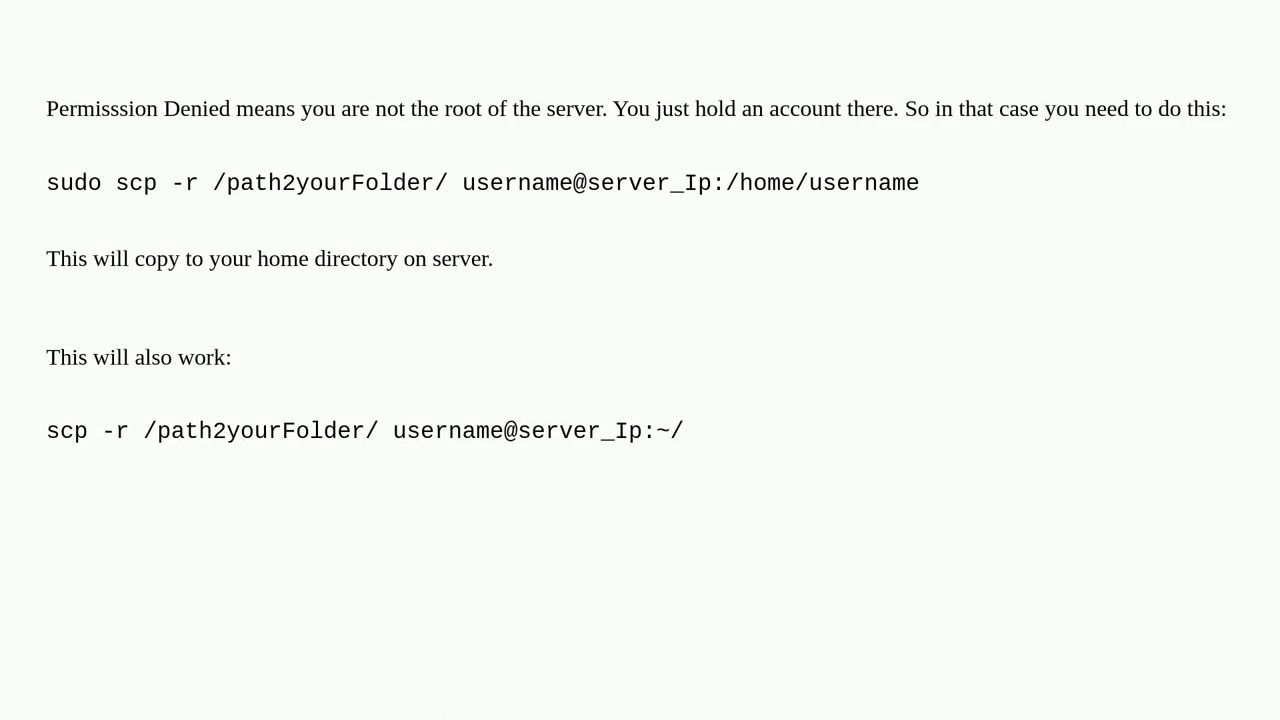 Permisssion Denied means you are not the root of the server. You just hold an account there. So in that case you need to do this:
sudo scp -r /path2yourFolder/ username@server_Ip:/home/username
This will copy to your home directory on server.
This will also work:
scp -r /path2yourFolder/ username@server_Ip:~/